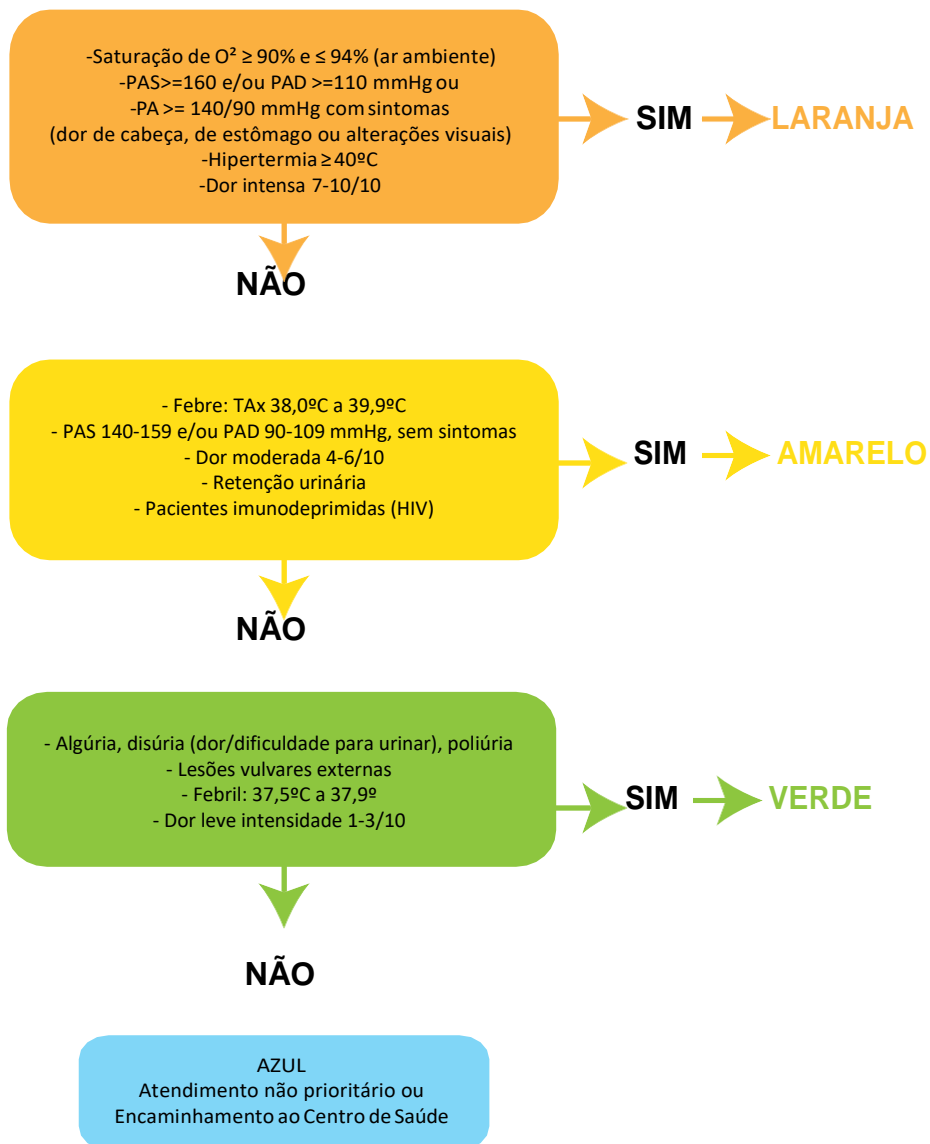 -Saturação de O² ≥ 90% e ≤ 94% (ar ambiente)
-PAS>=160 e/ou PAD >=110 mmHg ou
-PA >= 140/90 mmHg com sintomas
(dor de cabeça, de estômago ou alterações visuais)
-Hipertermia ≥ 40ºC
-Dor intensa 7-10/10
SIM
LARANJA
NÃO
- Febre: TAx 38,0ºC a 39,9ºC
- PAS 140-159 e/ou PAD 90-109 mmHg, sem sintomas
- Dor moderada 4-6/10
- Retenção urinária
- Pacientes imunodeprimidas (HIV)
SIM
AMARELO
NÃO
- Algúria, disúria (dor/dificuldade para urinar), poliúria
- Lesões vulvares externas
- Febril: 37,5ºC a 37,9º
- Dor leve intensidade 1-3/10
SIM
VERDE
NÃO
AZUL
Atendimento não prioritário ou
Encaminhamento ao Centro de Saúde